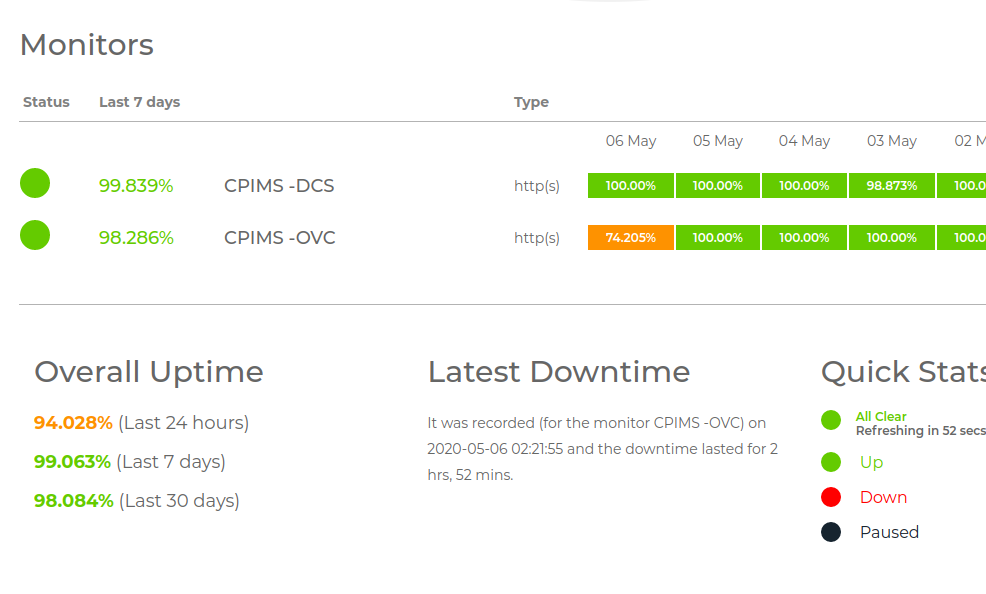 Monitors
Status Last 7 days Type
06 May 05 May 04 May 03 May 02 M
99.839% CPIMS -DCS http(s) 100.00% 100.00% 100.00% 98.873% 100.0
98.286% CPIMS -OVC http(s) 74.205% 100.00% 100.00% 100.00% 100.0
Overall Uptime
94.028% (Last 24 hours)
99.063% (Last 7 days)
98.084% (Last 30 days)
Latest Downtime
It was recorded (for the monitor CPIMS -OVC) on
2020-05-06 02:21:55 and the downtime lasted for 2
hrs, 52 mins.
Quick Stats
All Clear
Refreshing in 52 secs
Up
Down
Paused